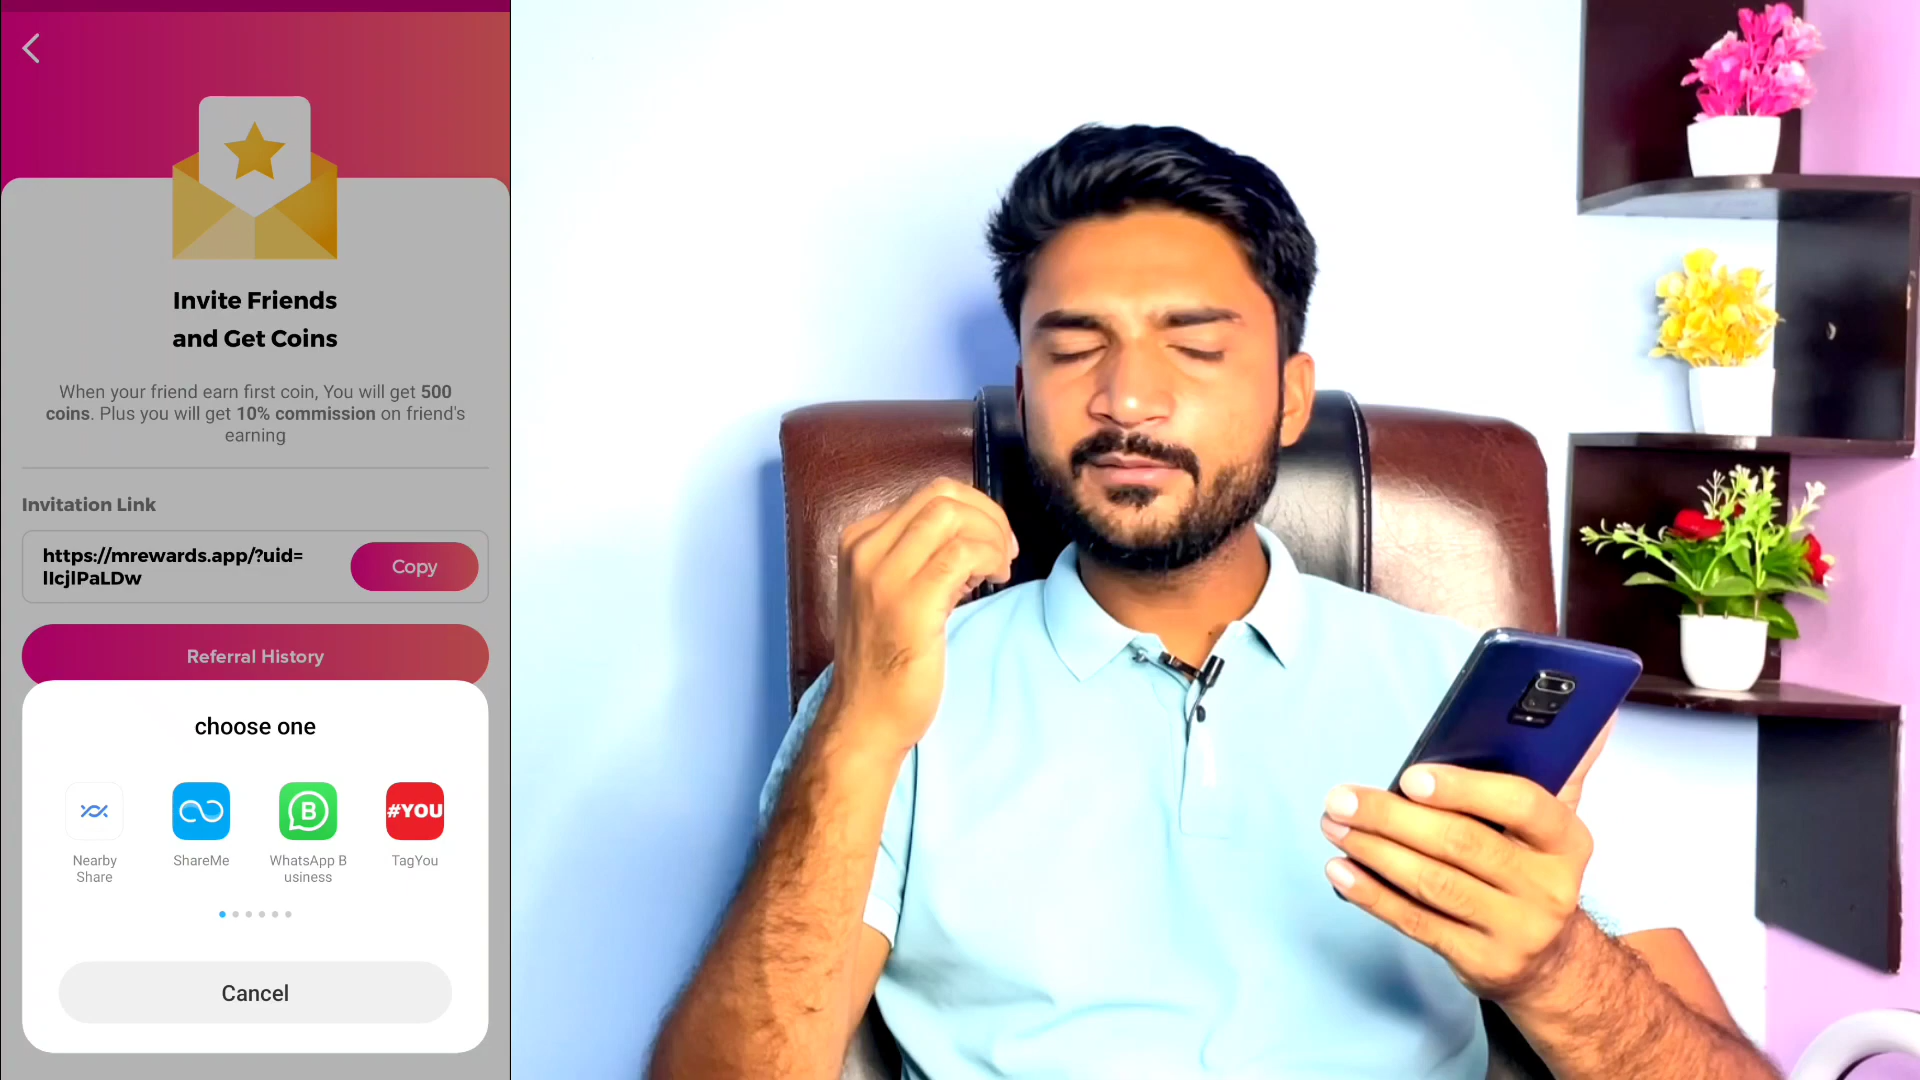 Invite Friends
and Get Coins
When your friend earn first coin, You will get 500
coins. Plus you will get 10% commission on friend's
earning
Invitation Link
https://mrewards.app/?uid=
lIcjlPaLDw
Copy
Referral History
choose one
B
#YOU
Nearby
Share
ShareMe
WhatsApp B
usiness
TagYou
Cancel